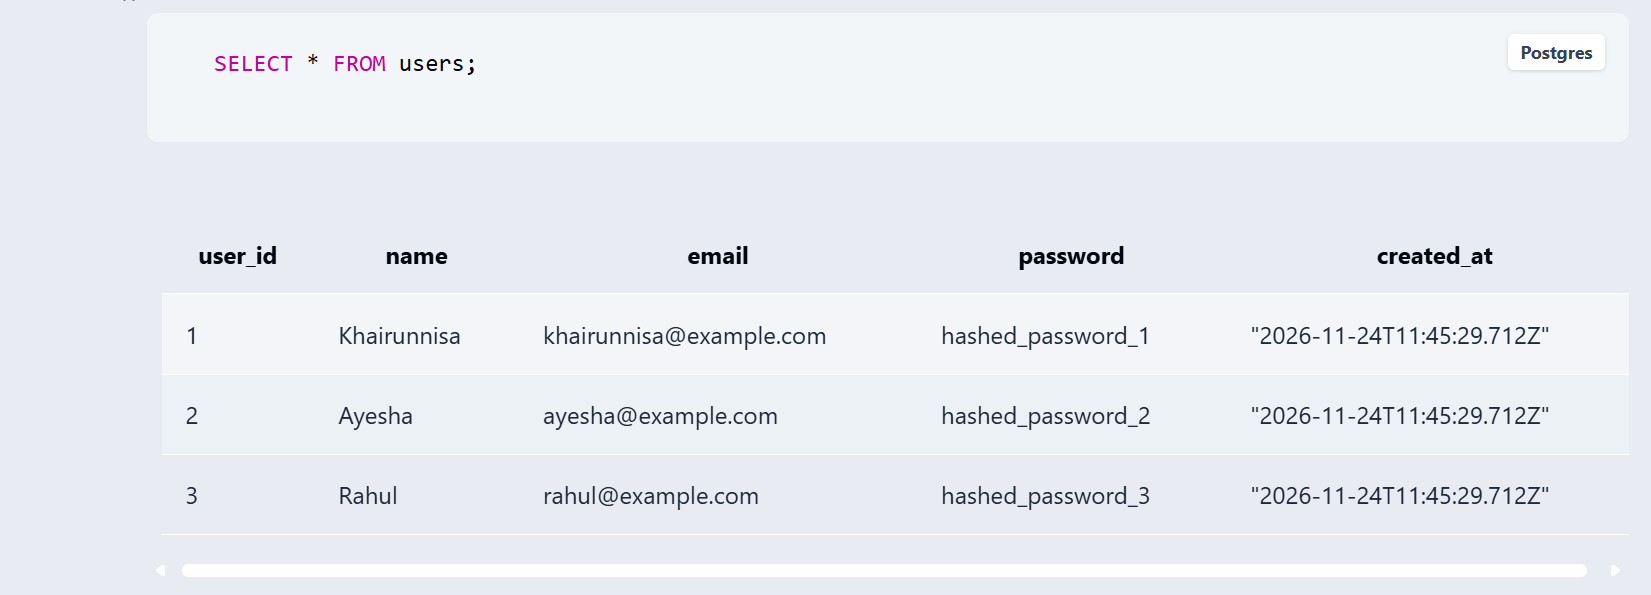 SELECT * FROM users;
Postgres
user_id name email password created_at
1 Khairunnisa khairunnisa@example.com hashed_password_1 "2026-11-24T11:45:29.712Z"
2 Ayesha ayesha@example.com hashed_password_2 "2026-11-24T11:45:29.712Z"
3 Rahul rahul@example.com hashed_password_3 "2026-11-24T11:45:29.712Z"